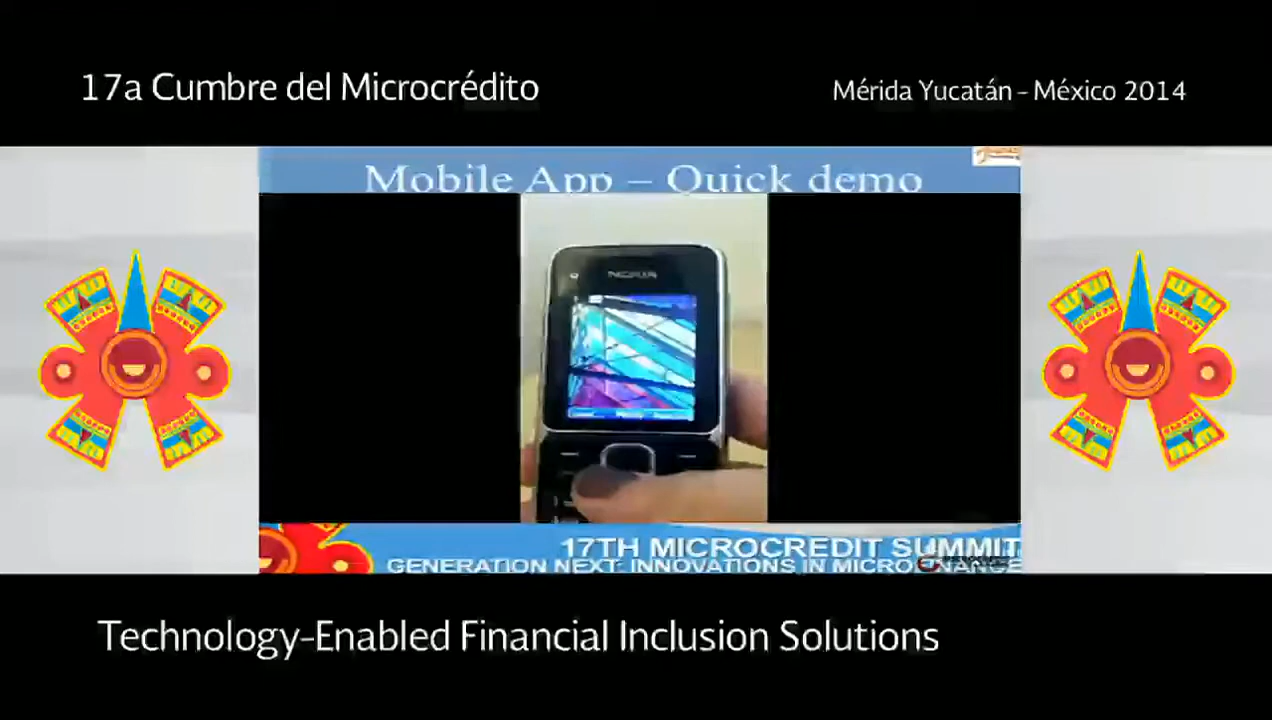 17a Cumbre del Microcrédito
Mérida Yucatán - México 2014
Mobile App – Quick demo
NOKIA
17TH MICROCREDIT SUMMIT
GENERATION NEXT: INNOVATIONS IN MICROFINANCE
Technology-Enabled Financial Inclusion Solutions